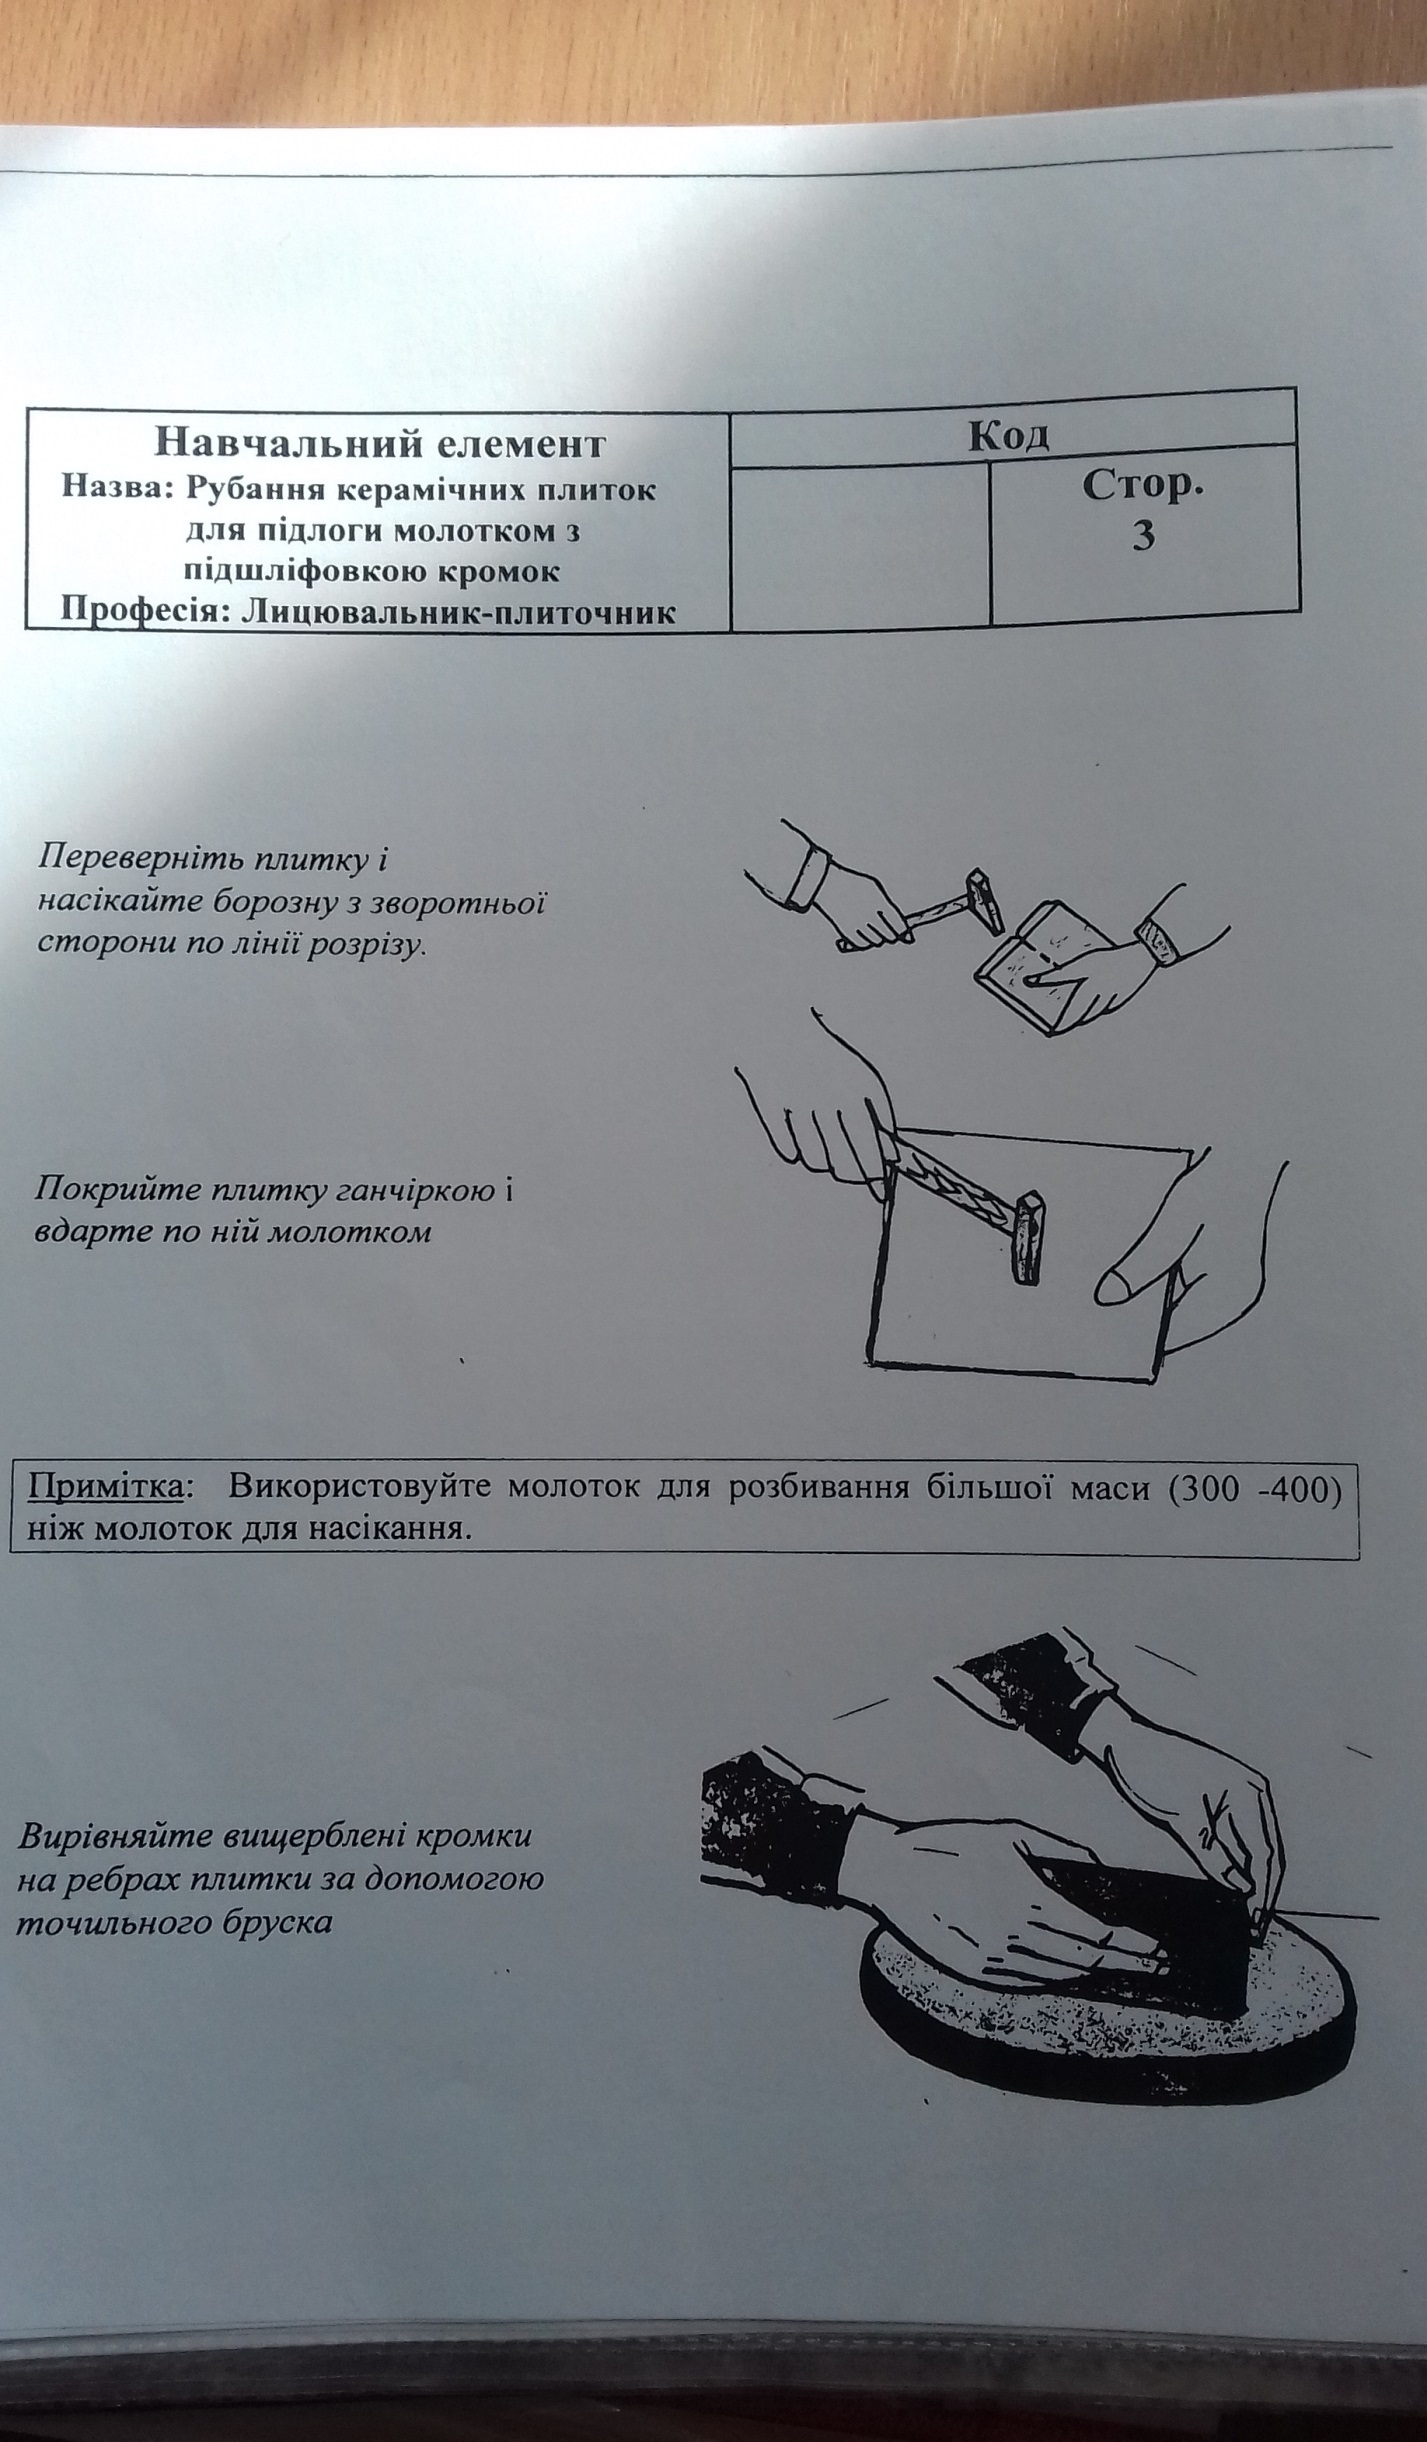 Навчальний елемент
Назва: Рубання керамічних плиток
для підлоги молотком з
підшліфовкою кромок
Професія: Лицювальник-плиточник
Код
Стор.
3
Переверніть плитку і
насікайте борозну з зворотньої
сторони по лінії розрізу.
Покрийте плитку ганчіркою і
вдарте по ній молотком
Примітка: Використовуйте молоток для розбивання більшої маси (300 -400)
ніж молоток для насікання.
Вирівняйте вищерблені кромки
на ребрах плитки за допомогою
точильного бруска